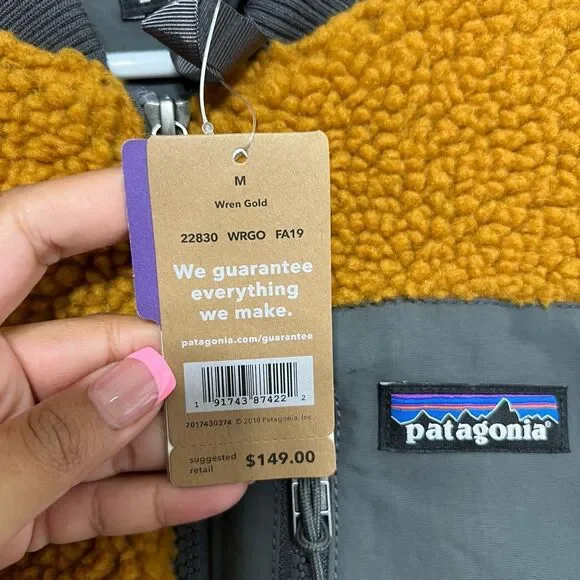 M
Wren Gold
22830 WRGO FA19
We guarantee
everything
we make.
patagonia.com/guarantee
1 91743 87422 2
7017430374 © 2018 Patagonia, Inc.
suggested
retail $149.00
patagonia®